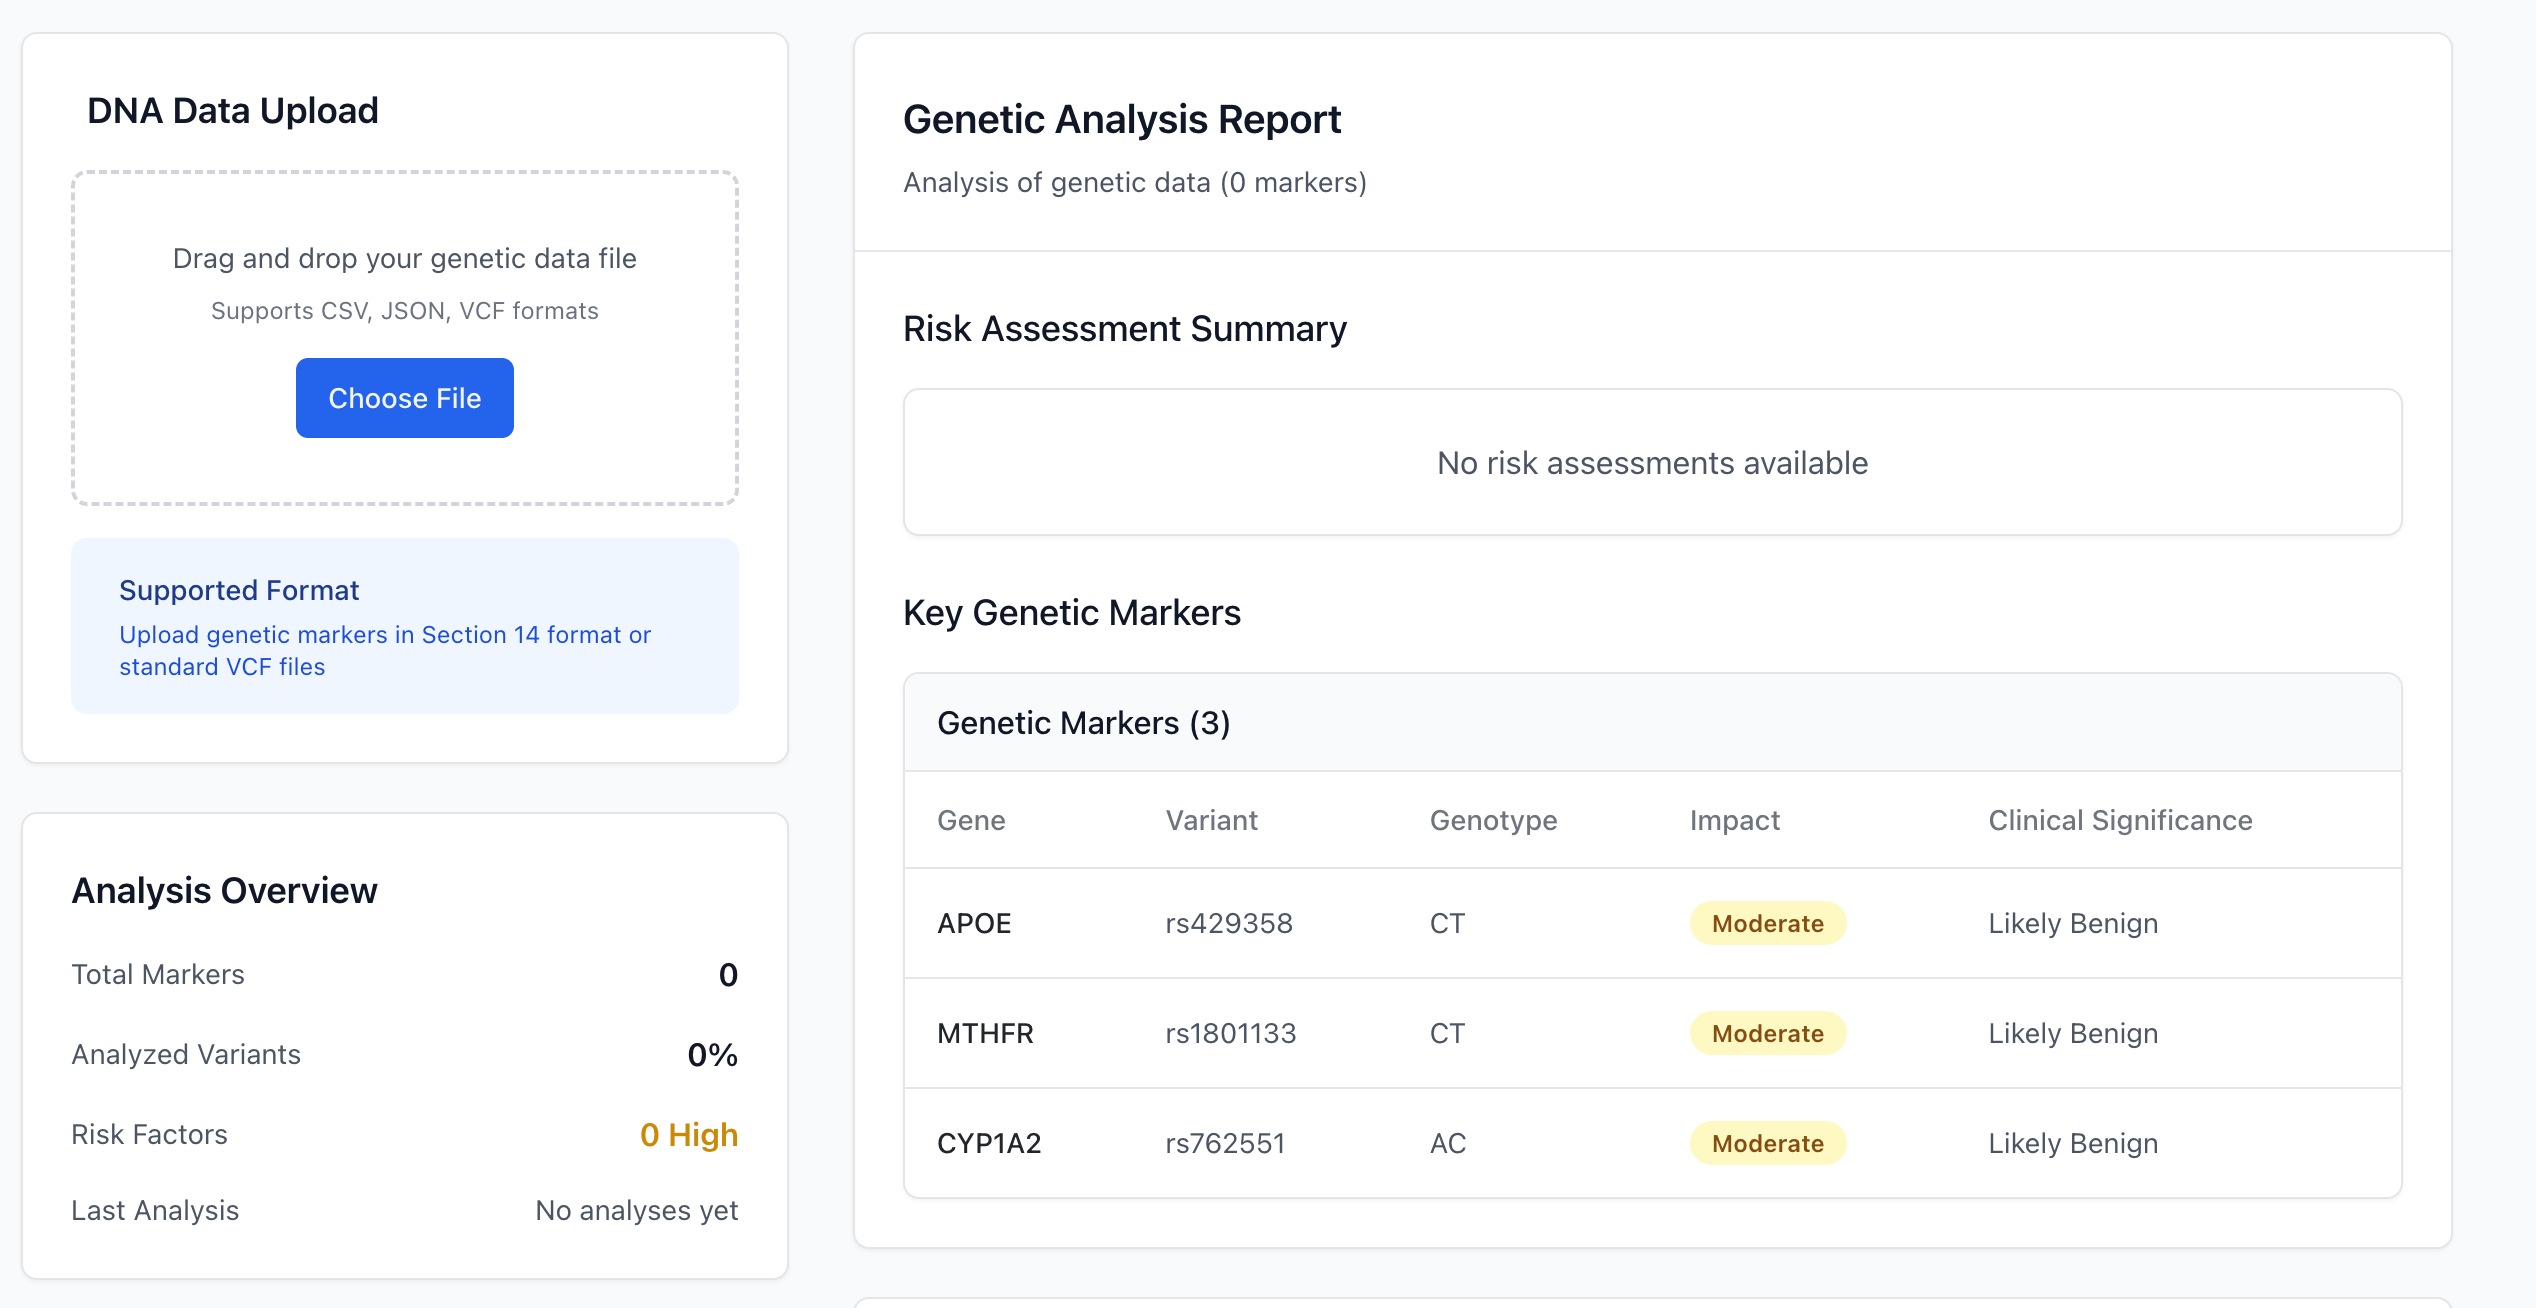 DNA Data Upload
Drag and drop your genetic data file
Supports CSV, JSON, VCF formats
Choose File
Supported Format
Upload genetic markers in Section 14 format or
standard VCF files
Analysis Overview
Total Markers 0
Analyzed Variants 0%
Risk Factors 0 High
Last Analysis No analyses yet
Genetic Analysis Report
Analysis of genetic data (0 markers)
Risk Assessment Summary
No risk assessments available
Key Genetic Markers
Genetic Markers (3)
Gene Variant Genotype Impact Clinical Significance
APOE rs429358 CT Moderate Likely Benign
MTHFR rs1801133 CT Moderate Likely Benign
CYP1A2 rs762551 AC Moderate Likely Benign